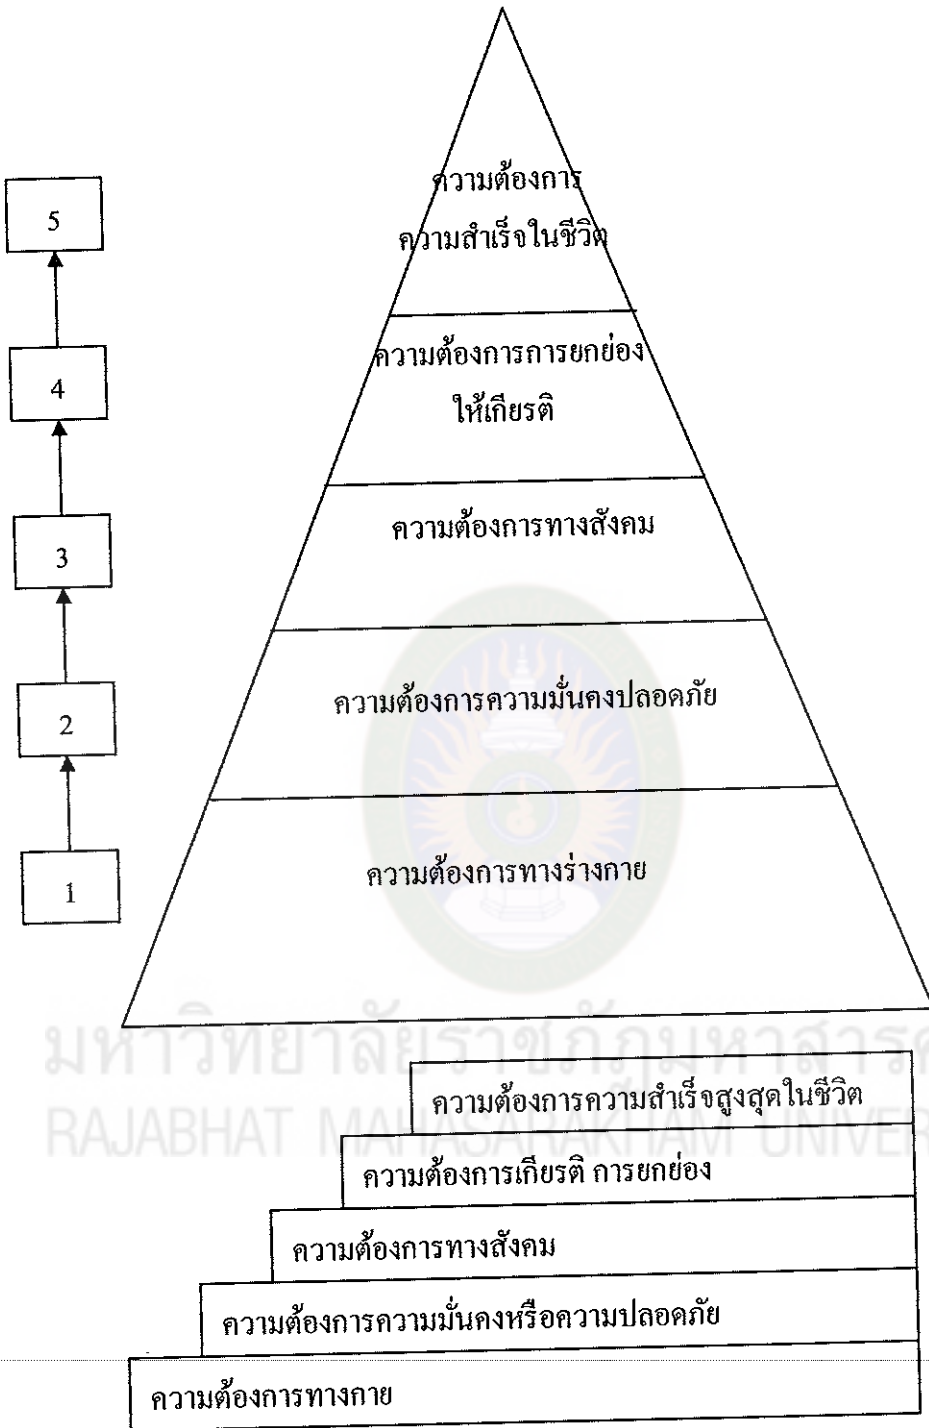 5
ความต้องการ
ความสำเร็จในชีวิต
4
ความต้องการการยกย่อง
ให้เกียรติ
3
ความต้องการทางสังคม
2
ความต้องการความมั่นคงปลอดภัย
1
ความต้องการทางร่างกาย
มหาวิทยาลัยราชภัฏมหาสารค
RAJABHAT MAHASARAKHAM UNIVER
ความต้องการความสำเร็จสูงสุดในชีวิต
ความต้องการเกียรติ การยกย่อง
ความต้องการทางสังคม
ความต้องการความมั่นคงหรือความปลอดภัย
ความต้องการทางกาย